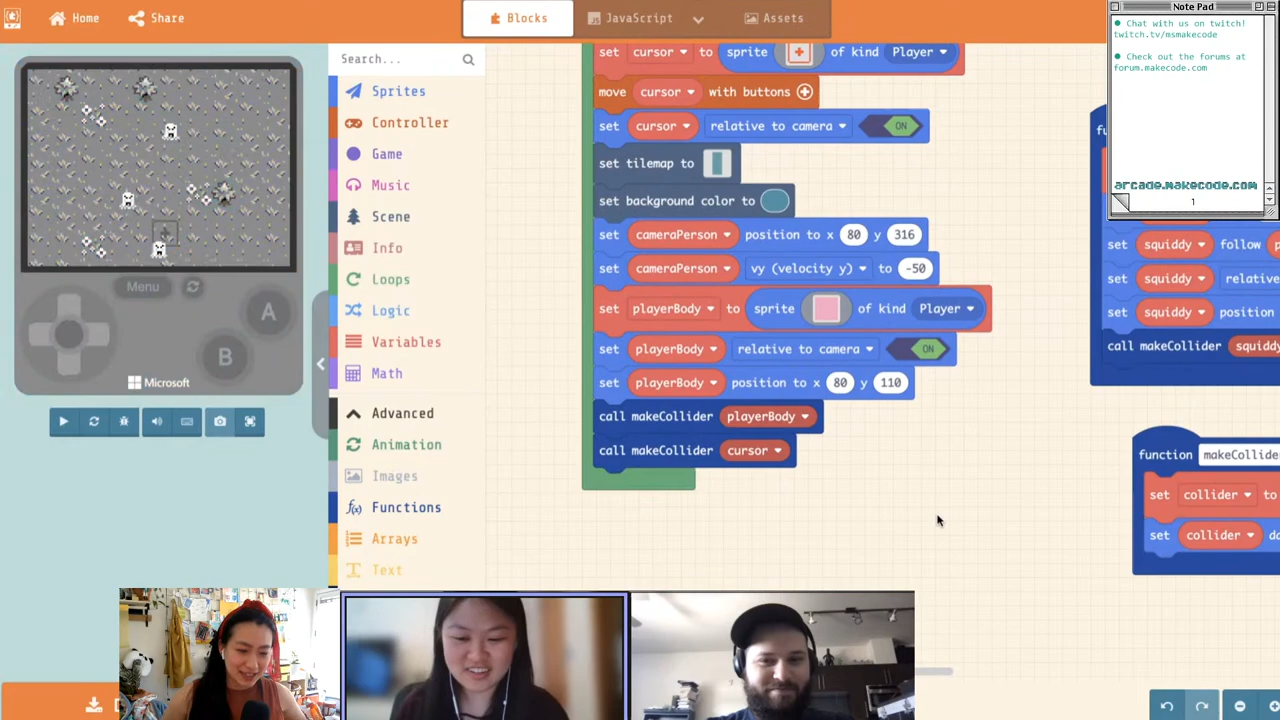 Home
Share
Blocks
JavaScript
Assets
Note Pad
Chat with us on twitch!
twitch.tv/msmakecode
Check out the forums at
forum.makecode.com
arcade.makecode.com
1
Menu
A
B
Microsoft
Search...
Sprites
Controller
Game
Music
Scene
Info
Loops
Logic
Variables
Math
Advanced
Animation
Images
Functions
Arrays
Text
set cursor to sprite of kind Player
move cursor with buttons
set cursor relative to camera ON
set tilemap to
set background color to
set cameraPerson position to x 80 y 316
set cameraPerson vy (velocity y) to -50
set playerBody to sprite of kind Player
set playerBody relative to camera ON
set playerBody position to x 80 y 110
call makeCollider playerBody
call makeCollider cursor
set squiddy follow
set squiddy relative
set squiddy position
call makeCollider squiddy
function makeCollider
set collider to
set collider